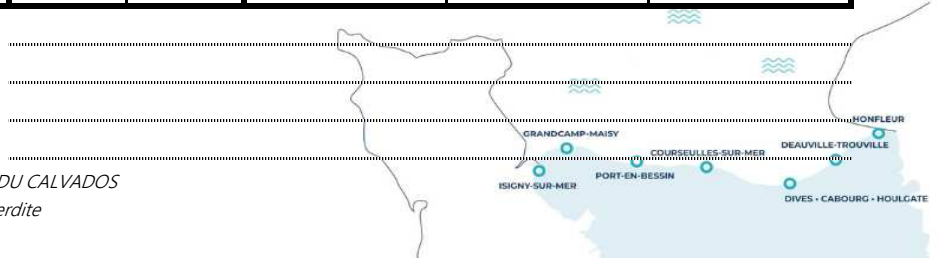 HONFLEUR
GRANDCAMP-MAISY
DEAUVILLE-TROUVILLE
COURSEULLES-SUR-MER
PORT-EN-BESSIN
ISIGNY-SUR-MER
DIVES • CABOURG • HOULGATE
DU CALVADOS